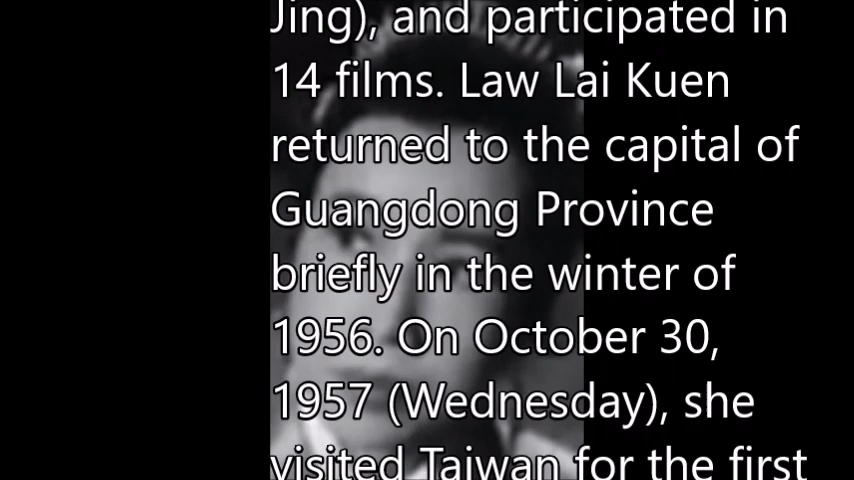 Jing), and participated in
14 films. Law Lai Kuen
returned to the capital of
Guangdong Province
briefly in the winter of
1956. On October 30,
1957 (Wednesday), she
visited Taiwan for the first